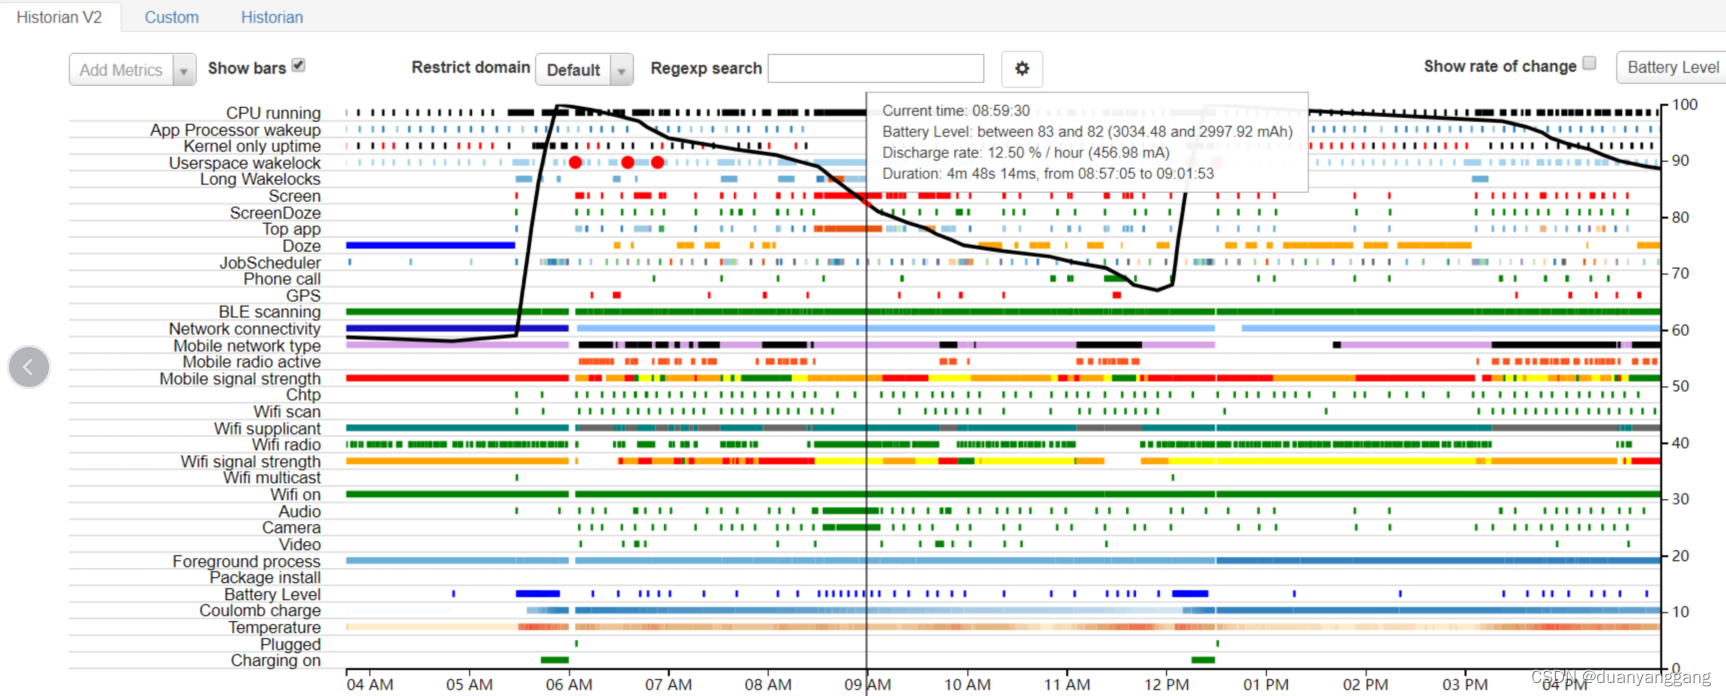 Historian V2 Custom Historian
Add Metrics Show bars Restrict domain Default Regexp search Show rate of change Battery Level
Current time: 08:59:30
Battery Level: between 83 and 82 (3034.48 and 2997.92 mAh)
Discharge rate: 12.50 % / hour (456.98 mA)
Duration: 4m 48s 14ms, from 08:57:05 to 09:01:53
CPU running
App Processor wakeup
Kernel only uptime
Userspace wakelock
Long Wakelocks
Screen
ScreenDoze
Top app
Doze
JobScheduler
Phone call
GPS
BLE scanning
Network connectivity
Mobile network type
Mobile radio active
Mobile signal strength
Chtp
Wifi scan
Wifi supplicant
Wifi radio
Wifi signal strength
Wifi multicast
Wifi on
Audio
Camera
Video
Foreground process
Package install
Battery Level
Coulomb charge
Temperature
Plugged
Charging on
100
90
80
70
60
50
40
30
20
10
0
04 AM 05 AM 06 AM 07 AM 08 AM 09 AM 10 AM 11 AM 12 PM 01 PM 02 PM 03 PM 04 PM
CSDN @duanyanggang